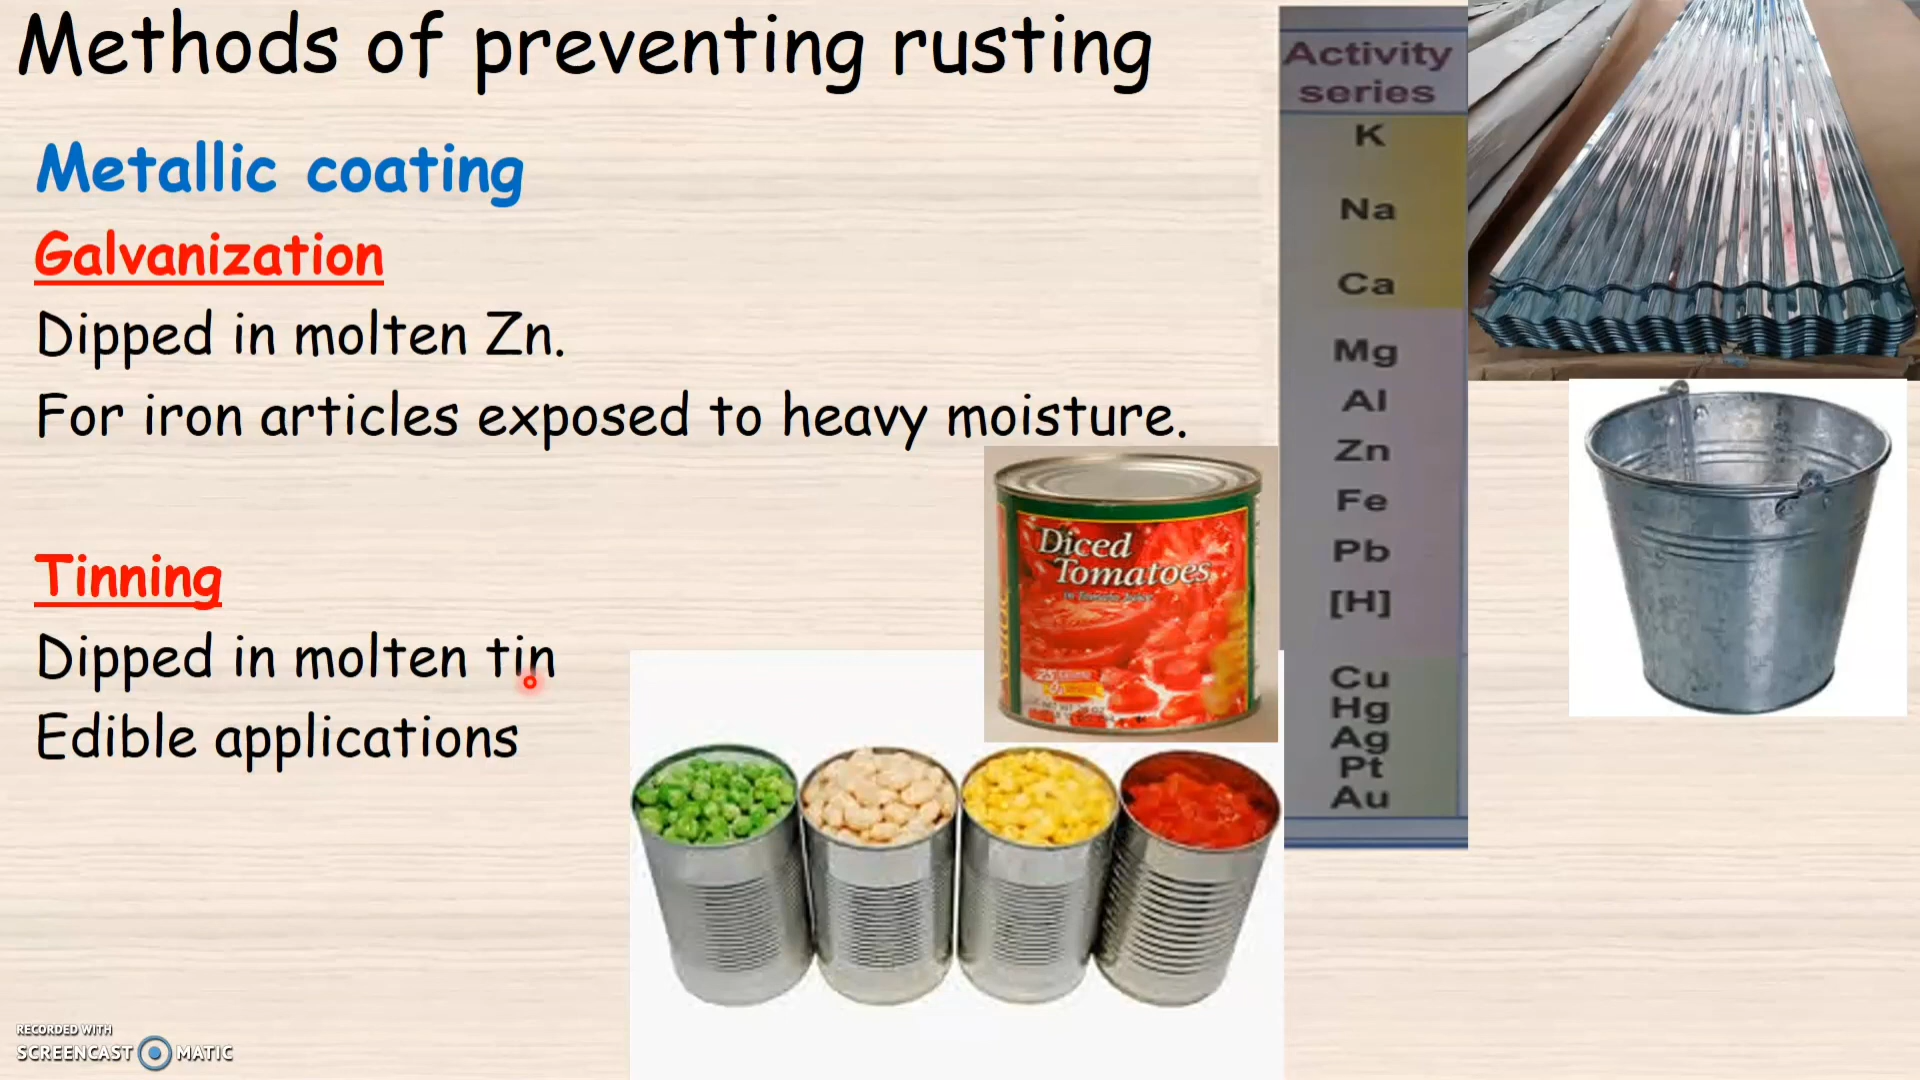 Methods of preventing rusting
Metallic coating
Galvanization
Dipped in molten Zn.
For iron articles exposed to heavy moisture.
Tinning
Dipped in molten tin
Edible applications
Diced
Tomatoes
Activity
series
K
Na
Ca
Mg
Al
Zn
Fe
Pb
[H]
Cu
Hg
Ag
Pt
Au
RECORDED WITH
SCREENCAST MATIC